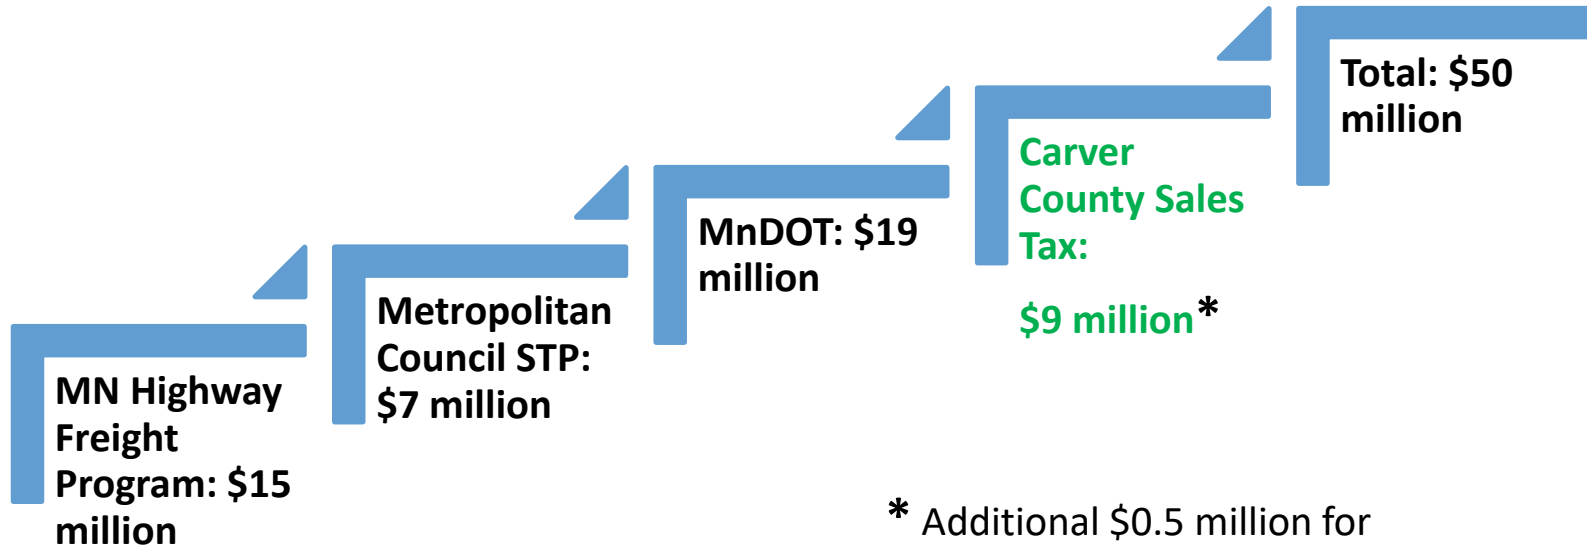 MN Highway
Freight
Program: $15
million
Metropolitan
Council STP:
$7 million
MnDOT: $19
million
Carver
County Sales
Tax:
$9 million*
Total: $50
million
* Additional $0.5 million for